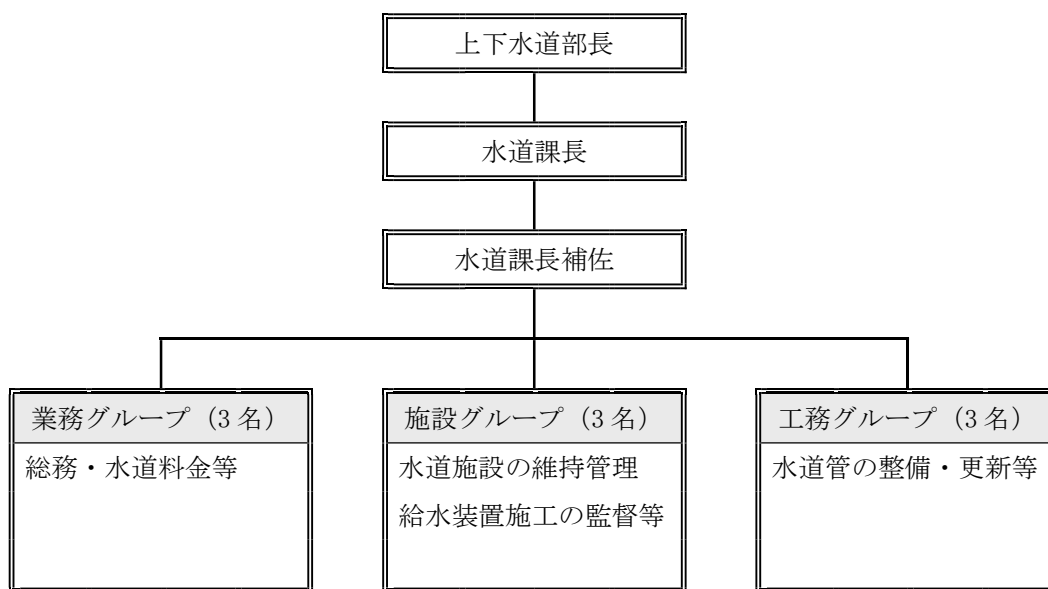 上下水道部長
水道課長
水道課長補佐
業務グループ（3 名）
総務・水道料金等
施設グループ（3 名）
水道施設の維持管理
給水装置施工の監督等
工務グループ（3 名）
水道管の整備・更新等